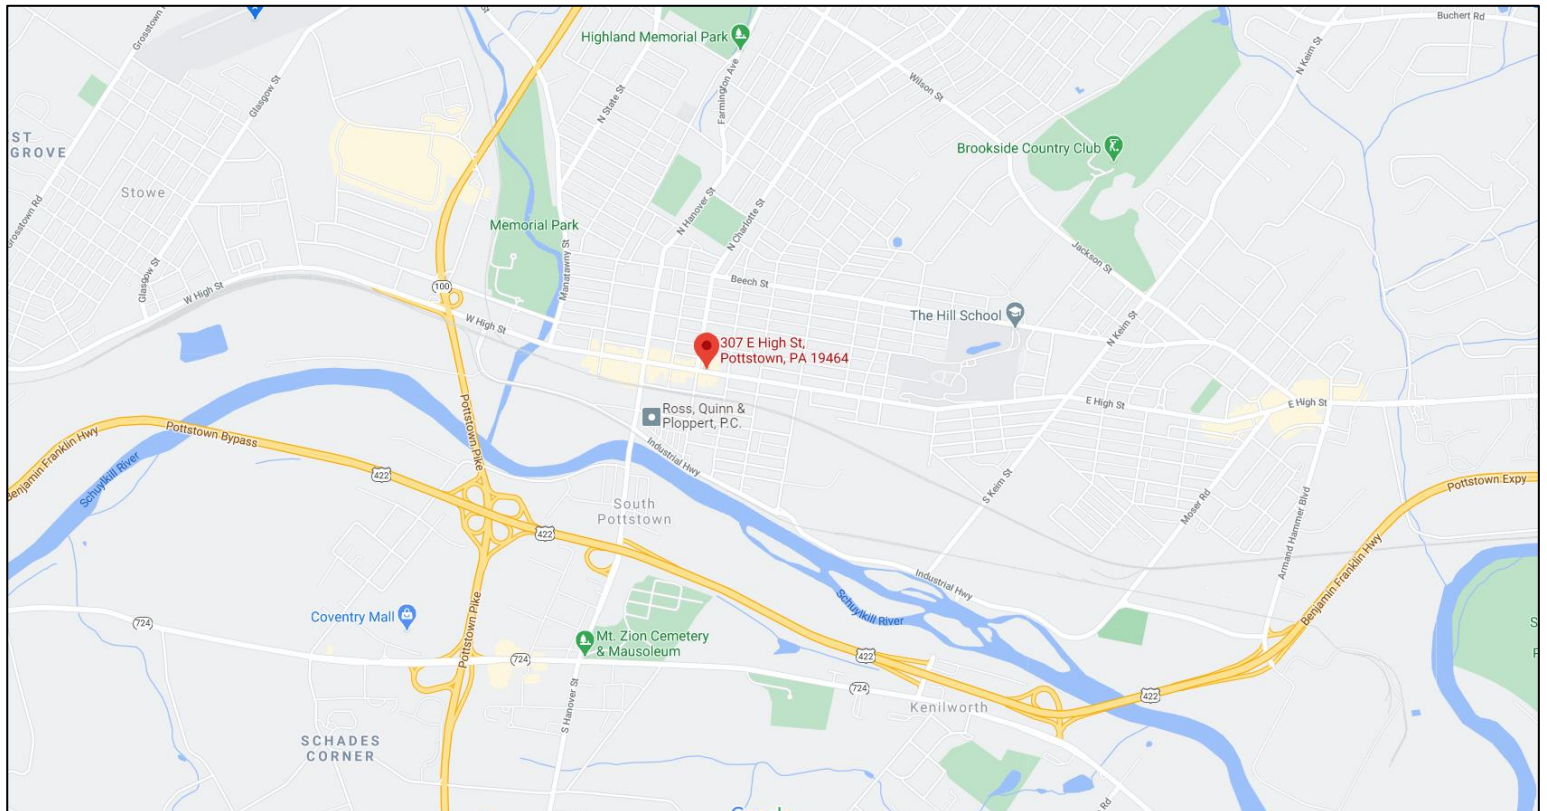 Buchert Rd
Grosstown
St
Highland Memorial Park
N Keim St
Wilson St
Glasgow St
N State St
Farmington Ave
ST
GROVE
Brookside Country Club
Stowe
Grosstown Rd
N Hanover St
N Charlotte St
Memorial Park
Manatawny St
Jackson St
Glasgow St
W High St
100
Beech St
W High St
The Hill School
N Keim St
307 E High St,
Pottstown, PA 19464
E High St
E High St
Ross, Quinn &
Ploppert, P.C.
Pottstown Pike
Pottstown Bypass
Benjamin Franklin Hwy
Schuylkill River
422
Industrial Hwy
S Keim St
Moser Rd
Armand Hammer Blvd
Pottstown Expy
South
Pottstown
422
Benjamin Franklin Hwy
Industrial Hwy
Schuylkill River
Coventry Mall
724
Pottstown Pike
Mt. Zion Cemetery
& Mausoleum
724
422
724
422
Kenilworth
S Hanover St
SCHADES
CORNER
Rd